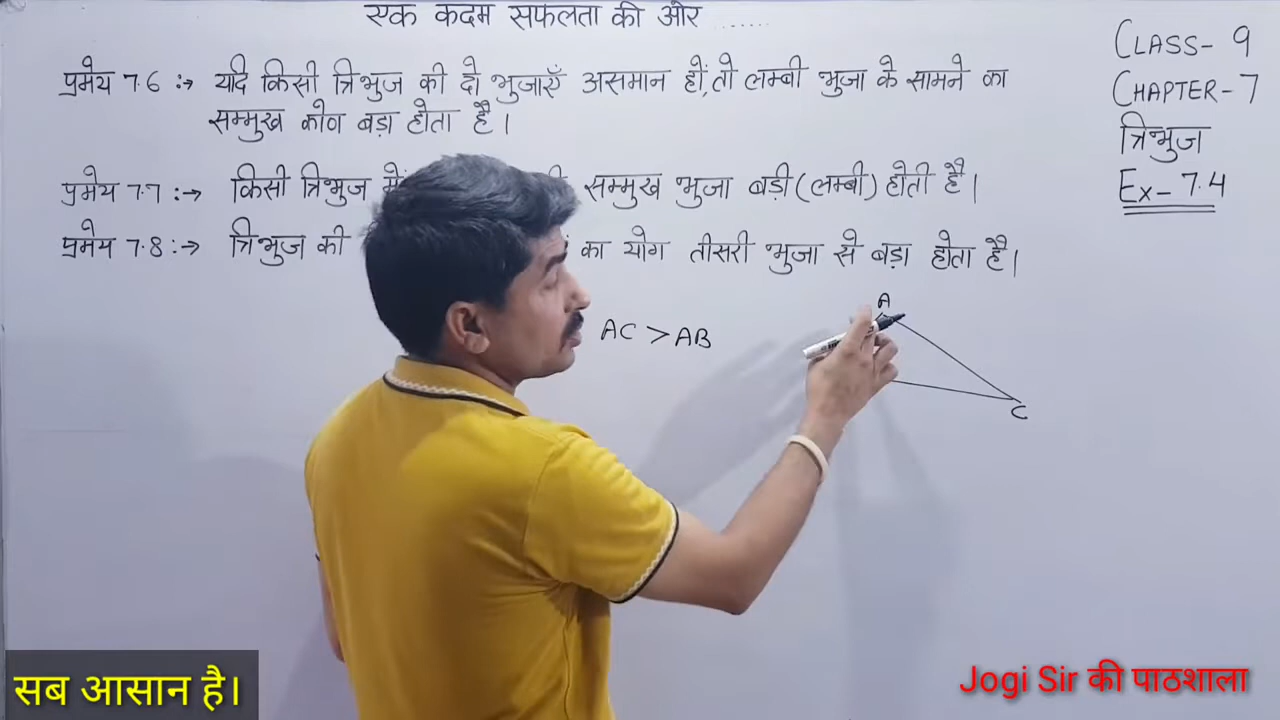 एक कदम सफलता की ओर ......
CLASS- 9
CHAPTER- 7
त्रिभुज
Ex- 7.4
प्रमेय 7.6 :→ यदि किसी त्रिभुज की दो भुजाएँ असमान हों, तो लम्बी भुजा के सामने का
सम्मुख कोण बड़ा होता है।
प्रमेय 7.7 :→ किसी त्रिभुज में सम्मुख भुजा बड़ी (लम्बी) होती है।
प्रमेय 7.8 :→ त्रिभुज की का योग तीसरी भुजा से बड़ा होता है।
AC > AB
A
C
सब आसान है।
Jogi Sir की पाठशाला